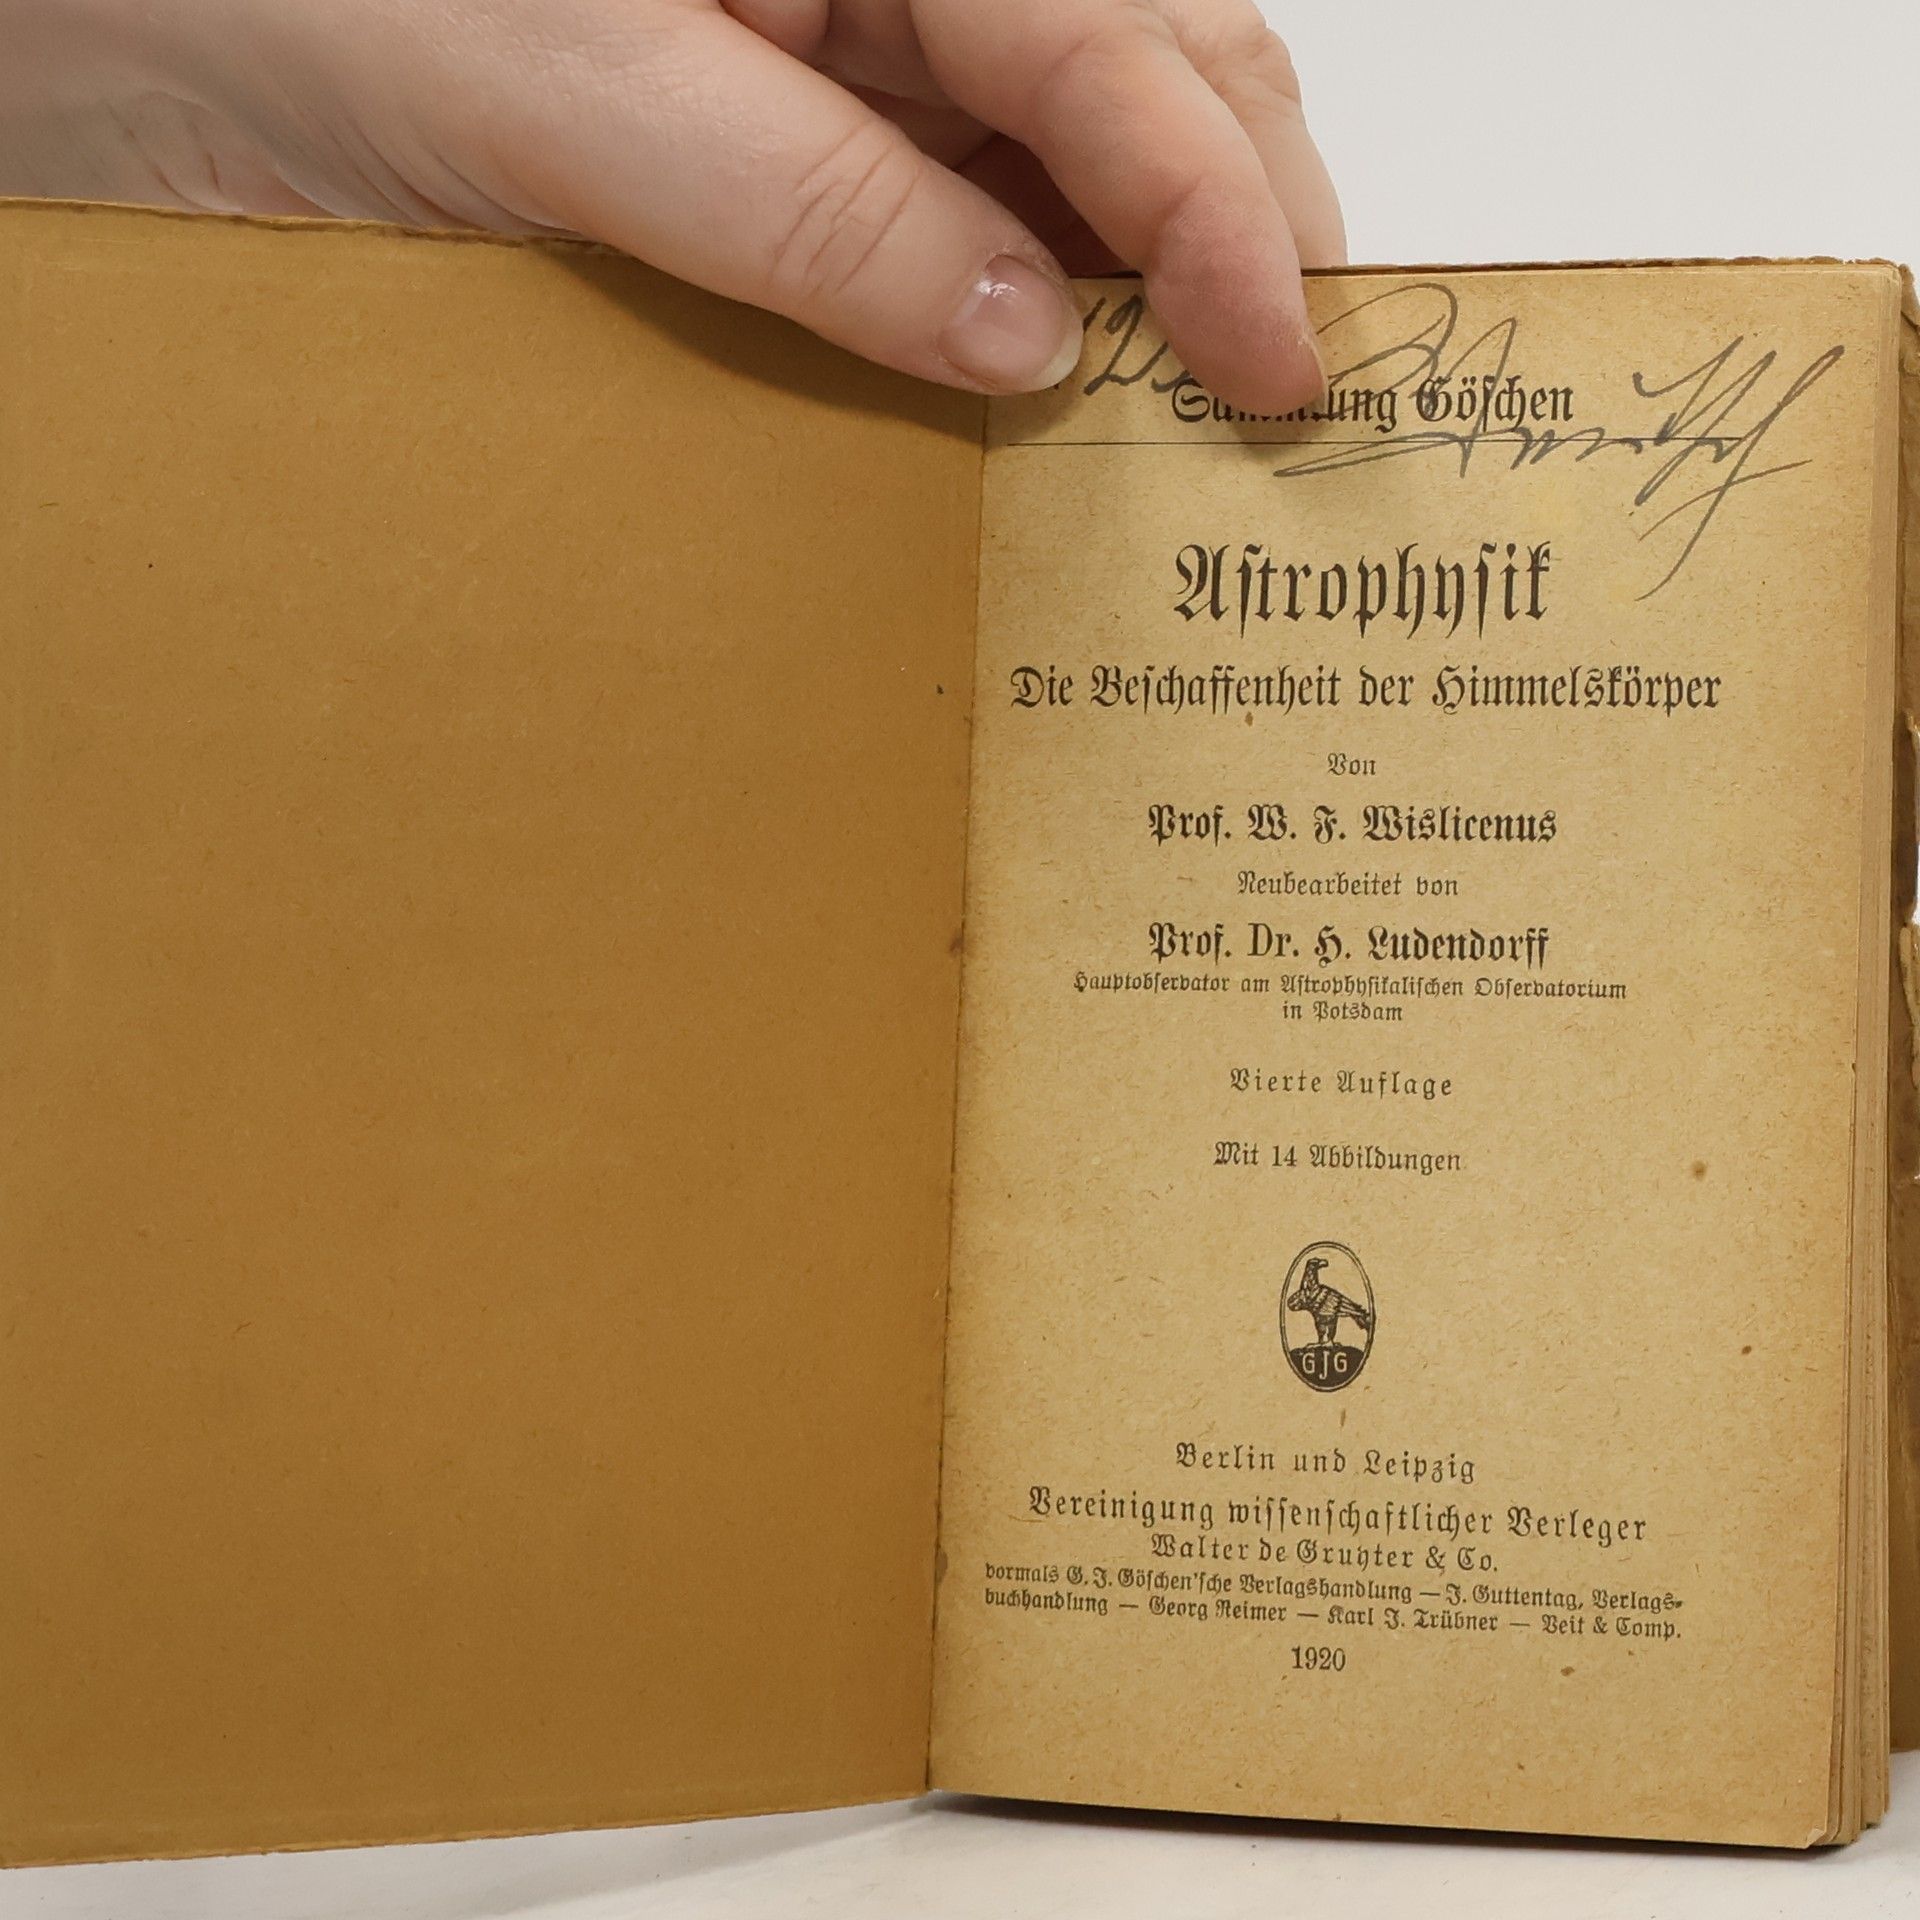 12
Sammlung Göschen
Astrophysik
Die Beschaffenheit der Himmelskörper
Von
Prof. W. F. Wislicenus
Neubearbeitet von
Prof. Dr. H. Ludendorff
Hauptobservator am Astrophysikalischen Observatorium
in Potsdam
Vierte Auflage
Mit 14 Abbildungen
GJG
Berlin und Leipzig
Vereinigung wissenschaftlicher Verleger
Walter de Gruyter & Co.
vormals G. J. Göschen'sche Verlagshandlung — J. Guttentag, Verlags-
buchhandlung — Georg Reimer — Karl J. Trübner — Veit & Comp.
1920